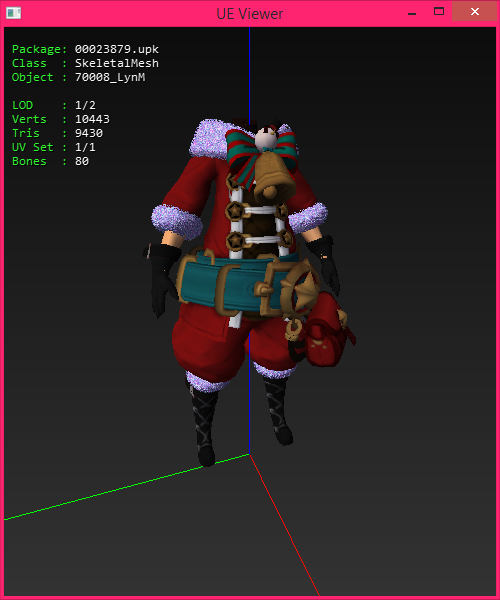 UE Viewer
Package: 00023879.upk
Class  : SkeletalMesh
Object : 70008_LynM
LOD    : 1/2
Verts  : 10443
Tris   : 9430
UV Set : 1/1
Bones  : 80